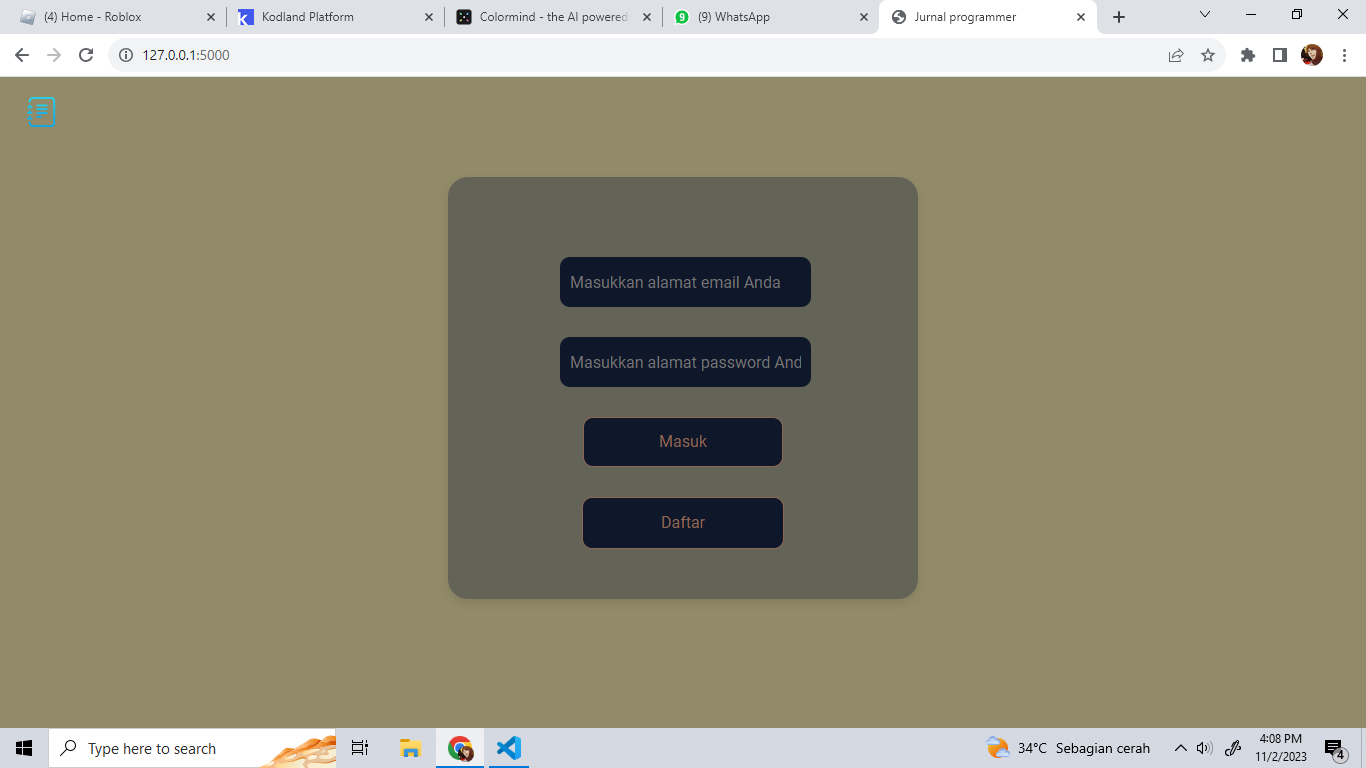 (4) Home - Roblox
Kodland Platform
Colormind - the AI powered
(9) WhatsApp
Jurnal programmer
127.0.0.1:5000
Masukkan alamat email Anda
Masukkan alamat password And
Masuk
Daftar
Type here to search
34°C Sebagian cerah
4:08 PM
11/2/2023
4